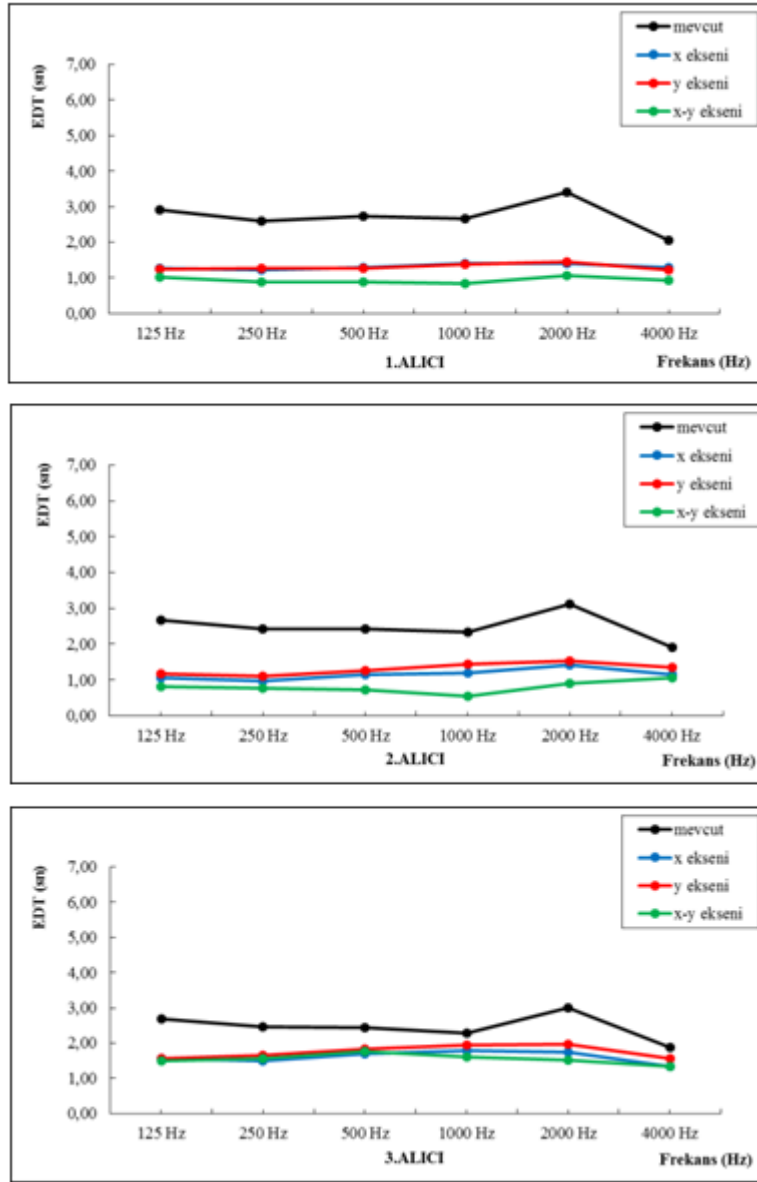 mevcut
x ekseni
y ekseni
x-y ekseni
EDT (sn)
7,00
6,00
5,00
4,00
3,00
2,00
1,00
0,00
125 Hz 250 Hz 500 Hz 1000 Hz 2000 Hz 4000 Hz
1.ALICI Frekans (Hz)
mevcut
x ekseni
y ekseni
x-y ekseni
EDT (sn)
7,00
6,00
5,00
4,00
3,00
2,00
1,00
0,00
125 Hz 250 Hz 500 Hz 1000 Hz 2000 Hz 4000 Hz
2.ALICI Frekans (Hz)
mevcut
x ekseni
y ekseni
x-y ekseni
EDT (sn)
7,00
6,00
5,00
4,00
3,00
2,00
1,00
0,00
125 Hz 250 Hz 500 Hz 1000 Hz 2000 Hz 4000 Hz
3.ALICI Frekans (Hz)